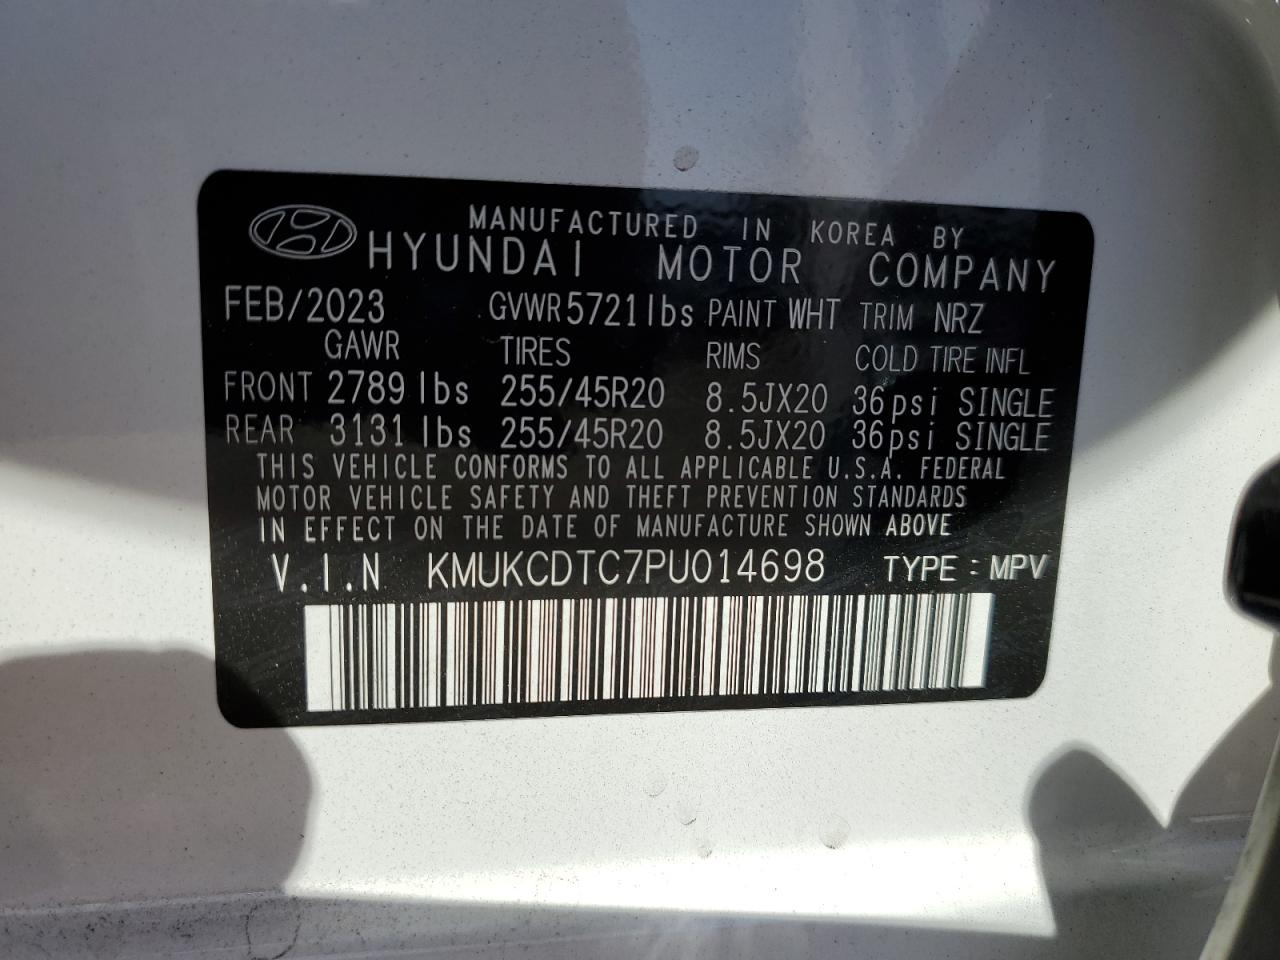 MANUFACTURED IN KOREA BY
HYUNDAI MOTOR COMPANY
FEB/2023 GVWR 5721 lbs PAINT WHT TRIM NRZ
GAWR TIRES RIMS COLD TIRE INFL
FRONT 2789 lbs 255/45R20 8.5JX20 36psi SINGLE
REAR 3131 lbs 255/45R20 8.5JX20 36psi SINGLE
THIS VEHICLE CONFORMS TO ALL APPLICABLE U.S.A. FEDERAL
MOTOR VEHICLE SAFETY AND THEFT PREVENTION STANDARDS
IN EFFECT ON THE DATE OF MANUFACTURE SHOWN ABOVE
V.I.N KMUKCDTC7PU014698 TYPE : MPV